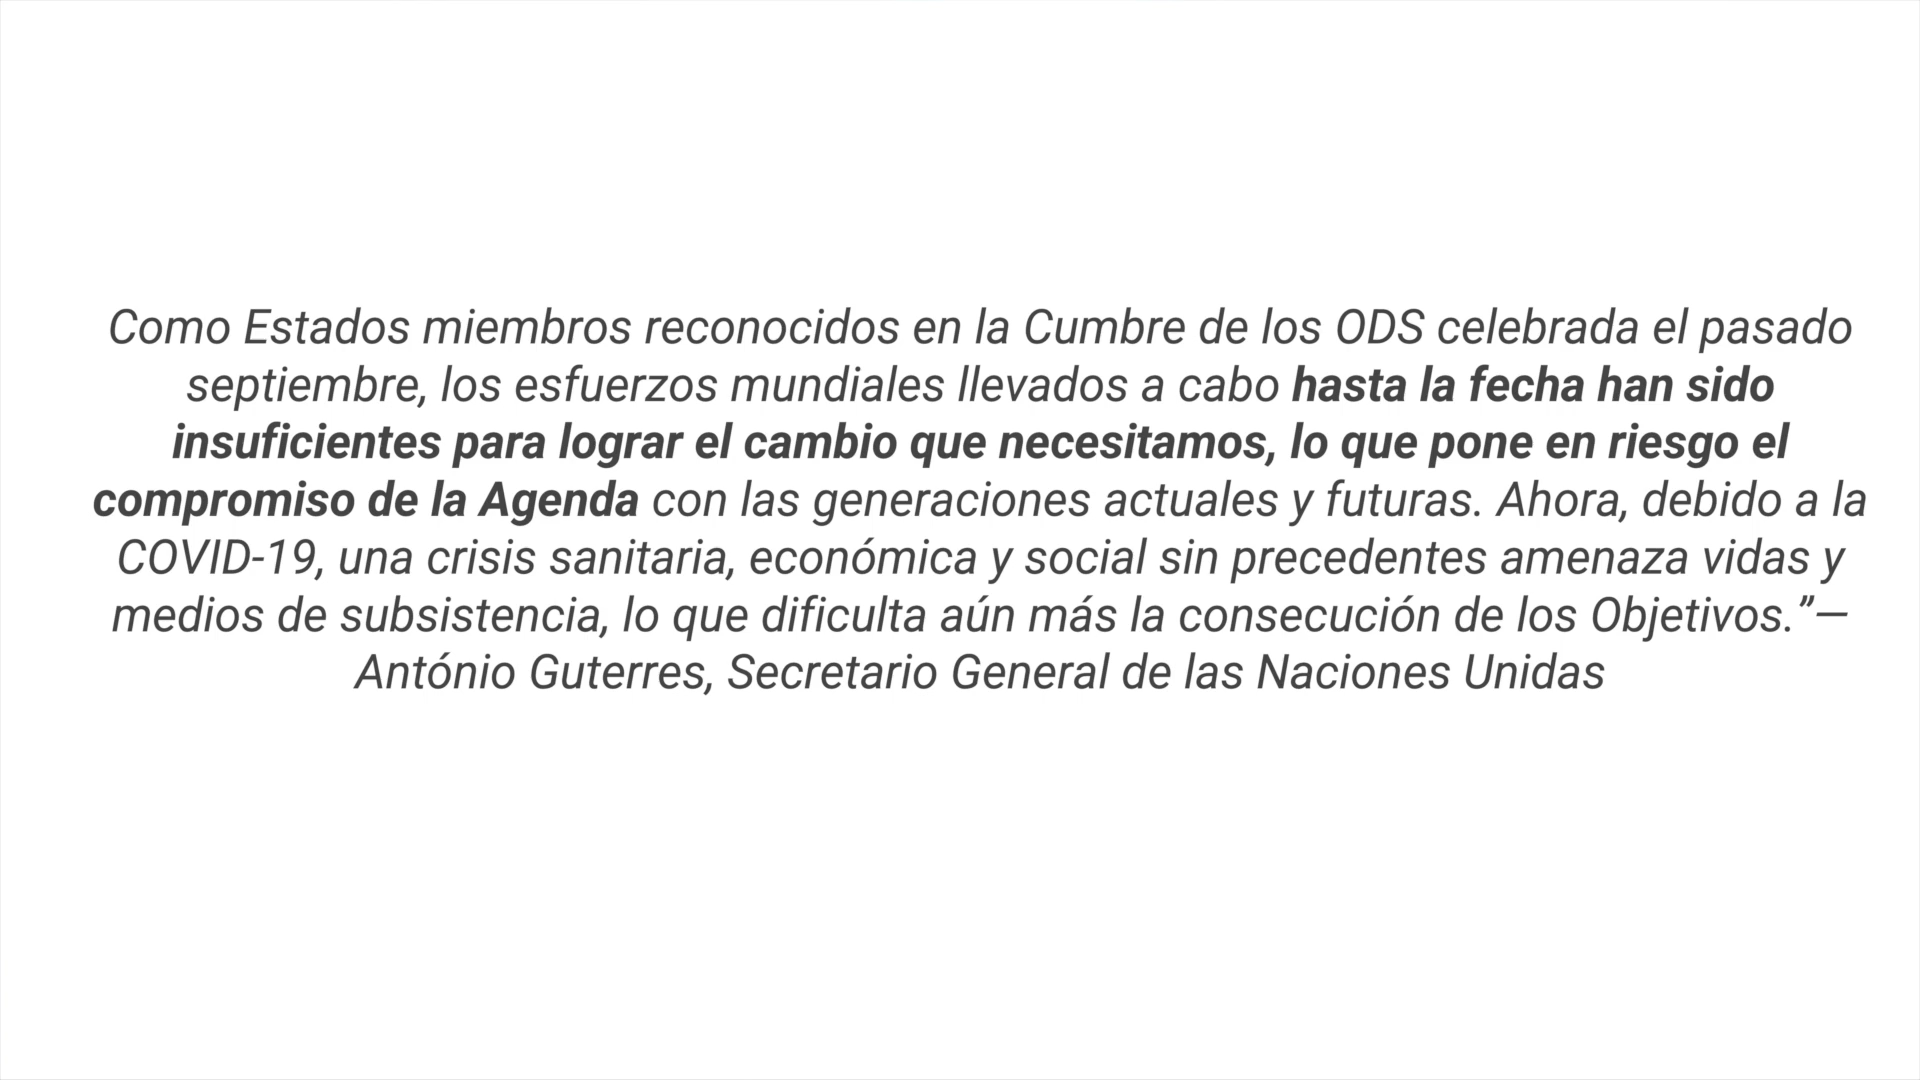 Como Estados miembros reconocidos en la Cumbre de los ODS celebrada el pasado
septiembre, los esfuerzos mundiales llevados a cabo hasta la fecha han sido
insuficientes para lograr el cambio que necesitamos, lo que pone en riesgo el
compromiso de la Agenda con las generaciones actuales y futuras. Ahora, debido a la
COVID-19, una crisis sanitaria, económica y social sin precedentes amenaza vidas y
medios de subsistencia, lo que dificulta aún más la consecución de los Objetivos.”—
António Guterres, Secretario General de las Naciones Unidas